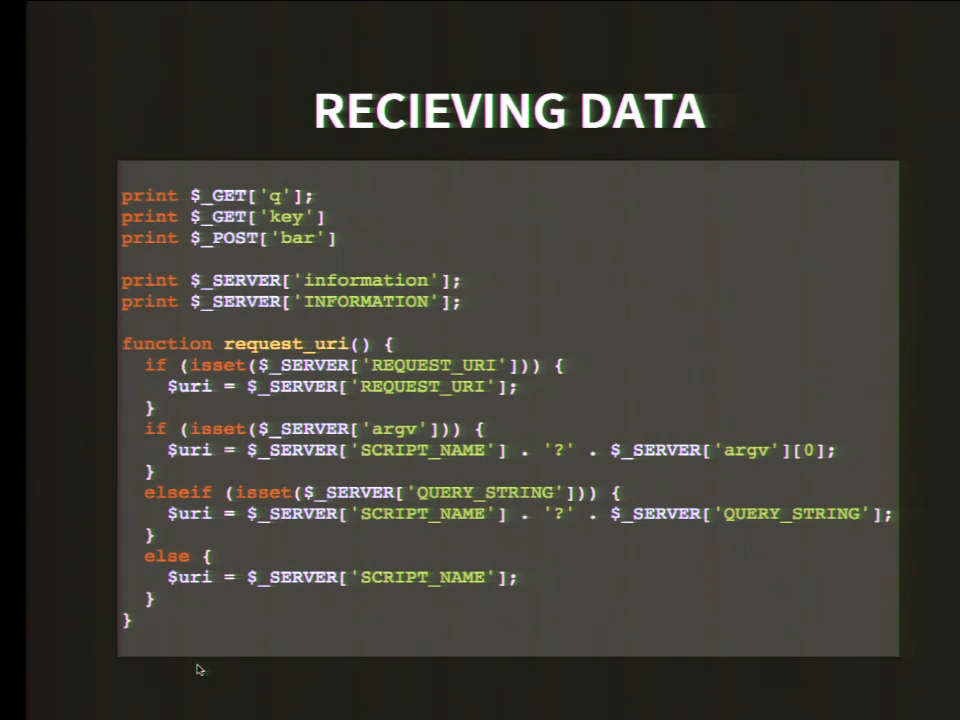 RECIEVING DATA
print $_GET['q'];
print $_GET['key']
print $_POST['bar']
print $_SERVER['information'];
print $_SERVER['INFORMATION'];
function request_uri() {
  if (isset($_SERVER['REQUEST_URI'])) {
    $uri = $_SERVER['REQUEST_URI'];
  }
  if (isset($_SERVER['argv'])) {
    $uri = $_SERVER['SCRIPT_NAME'] . '?' . $_SERVER['argv'][0];
  }
  elseif (isset($_SERVER['QUERY_STRING'])) {
    $uri = $_SERVER['SCRIPT_NAME'] . '?' . $_SERVER['QUERY_STRING'];
  }
  else {
    $uri = $_SERVER['SCRIPT_NAME'];
  }
}